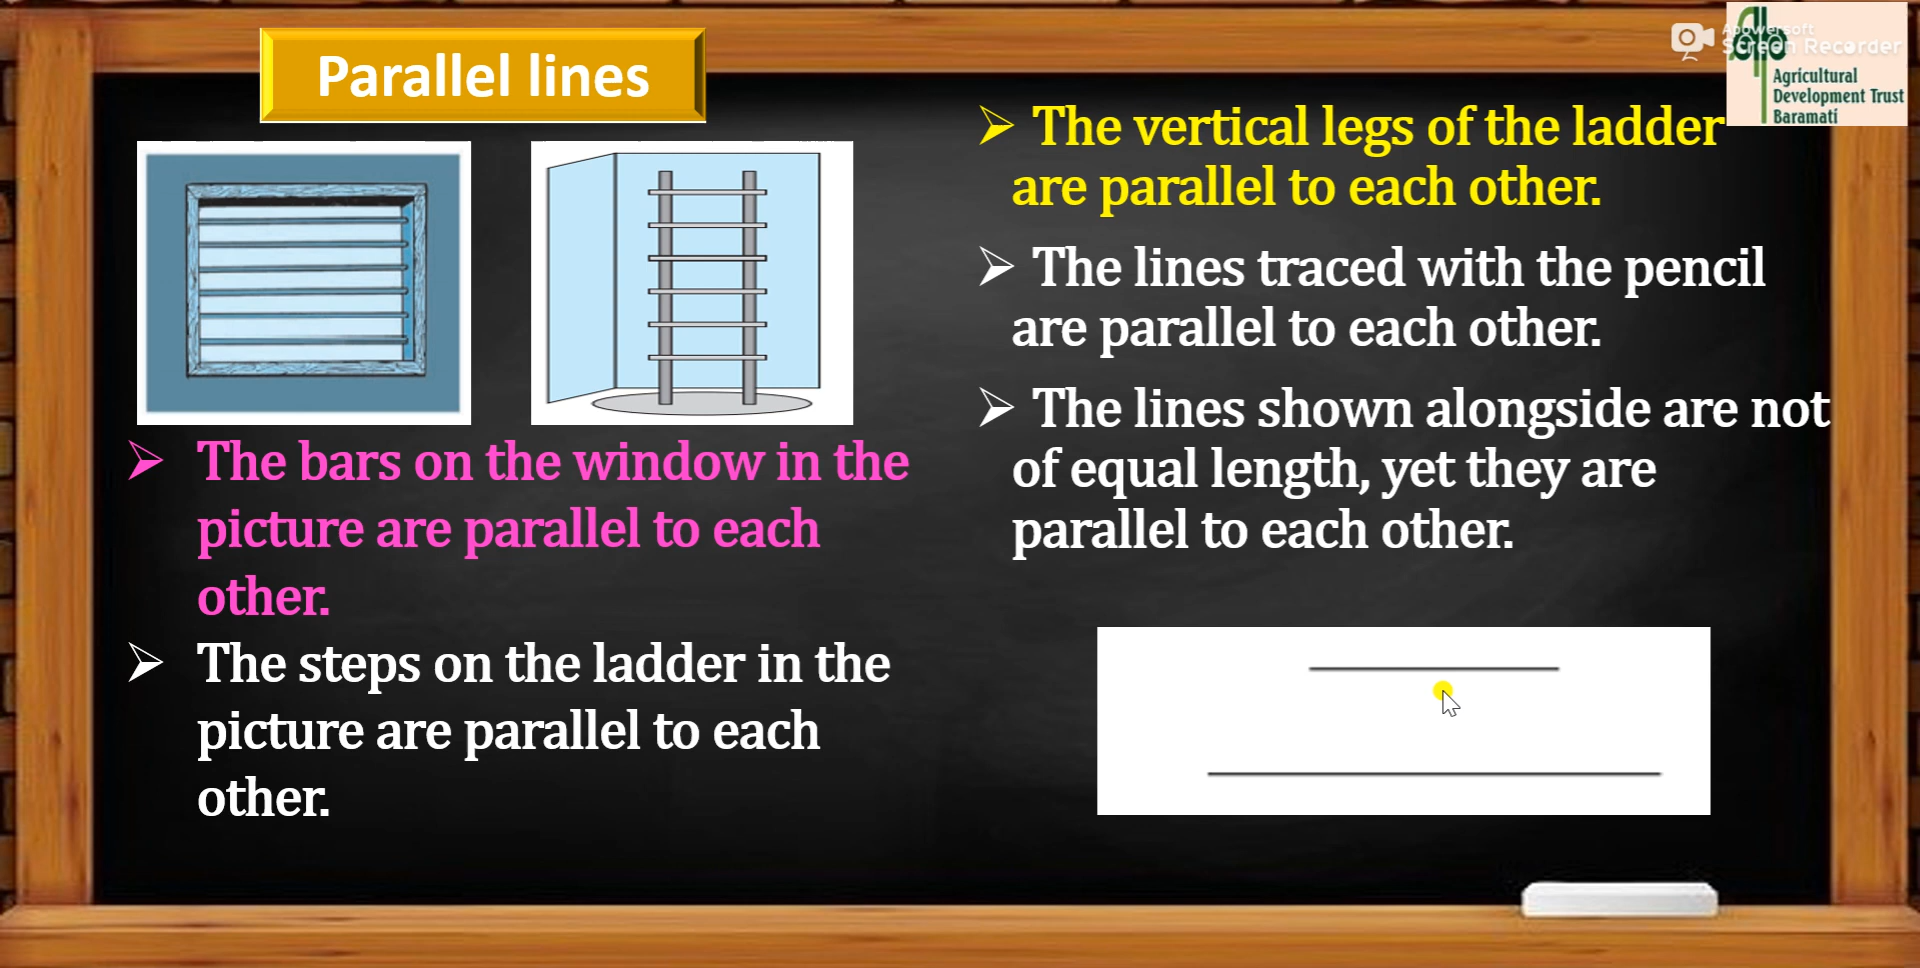 Parallel lines
➢ The bars on the window in the
picture are parallel to each
other.
➢ The steps on the ladder in the
picture are parallel to each
other.
➢ The vertical legs of the ladder
are parallel to each other.
➢ The lines traced with the pencil
are parallel to each other.
➢ The lines shown alongside are not
of equal length, yet they are
parallel to each other.
Apowersoft
Screen Recorder
Agricultural
Development Trust
Baramati